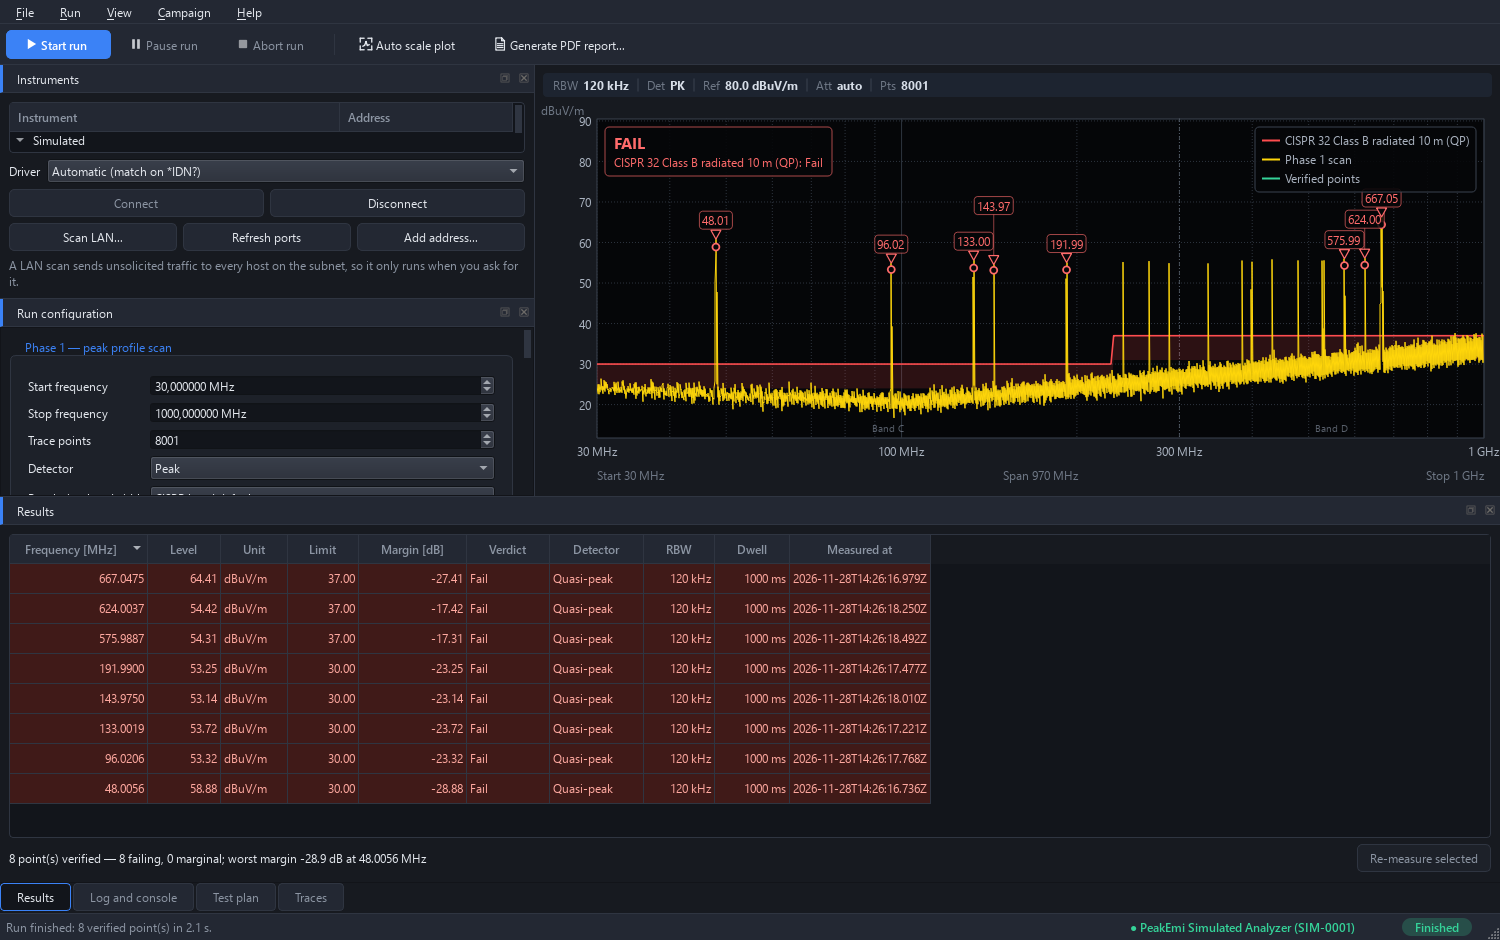 File Run View Campaign Help
Start run Pause run Abort run Auto scale plot Generate PDF report...
Instruments
Instrument Address
Simulated
Driver Automatic (match on *IDN?)
Connect Disconnect
Scan LAN... Refresh ports Add address...
A LAN scan sends unsolicited traffic to every host on the subnet, so it only runs when you ask for
it.
Run configuration
Phase 1 — peak profile scan
Start frequency 30,000000 MHz
Stop frequency 1000,000000 MHz
Trace points 8001
Detector Peak
RBW 120 kHz Det PK Ref 80.0 dBuV/m Att auto Pts 8001
dBuV/m
90
80
70
60
50
40
30
20
FAIL
CISPR 32 Class B radiated 10 m (QP): Fail
CISPR 32 Class B radiated 10 m (QP)
Phase 1 scan
Verified points
48.01
96.02
133.00
143.97
191.99
575.99
624.00
667.05
Band C
Band D
30 MHz 100 MHz 300 MHz 1 GHz
Start 30 MHz Span 970 MHz Stop 1 GHz
Results
Frequency [MHz] Level Unit Limit Margin [dB] Verdict Detector RBW Dwell Measured at
667.0475 64.41 dBuV/m 37.00 -27.41 Fail Quasi-peak 120 kHz 1000 ms 2026-11-28T14:26:16.979Z
624.0037 54.42 dBuV/m 37.00 -17.42 Fail Quasi-peak 120 kHz 1000 ms 2026-11-28T14:26:18.250Z
575.9887 54.31 dBuV/m 37.00 -17.31 Fail Quasi-peak 120 kHz 1000 ms 2026-11-28T14:26:18.492Z
191.9900 53.25 dBuV/m 30.00 -23.25 Fail Quasi-peak 120 kHz 1000 ms 2026-11-28T14:26:17.477Z
143.9750 53.14 dBuV/m 30.00 -23.14 Fail Quasi-peak 120 kHz 1000 ms 2026-11-28T14:26:18.010Z
133.0019 53.72 dBuV/m 30.00 -23.72 Fail Quasi-peak 120 kHz 1000 ms 2026-11-28T14:26:17.221Z
96.0206 53.32 dBuV/m 30.00 -23.32 Fail Quasi-peak 120 kHz 1000 ms 2026-11-28T14:26:17.768Z
48.0056 58.88 dBuV/m 30.00 -28.88 Fail Quasi-peak 120 kHz 1000 ms 2026-11-28T14:26:16.736Z
8 point(s) verified — 8 failing, 0 marginal; worst margin -28.9 dB at 48.0056 MHz
Re-measure selected
Results Log and console Test plan Traces
Run finished: 8 verified point(s) in 2.1 s.
● PeakEmi Simulated Analyzer (SIM-0001) Finished